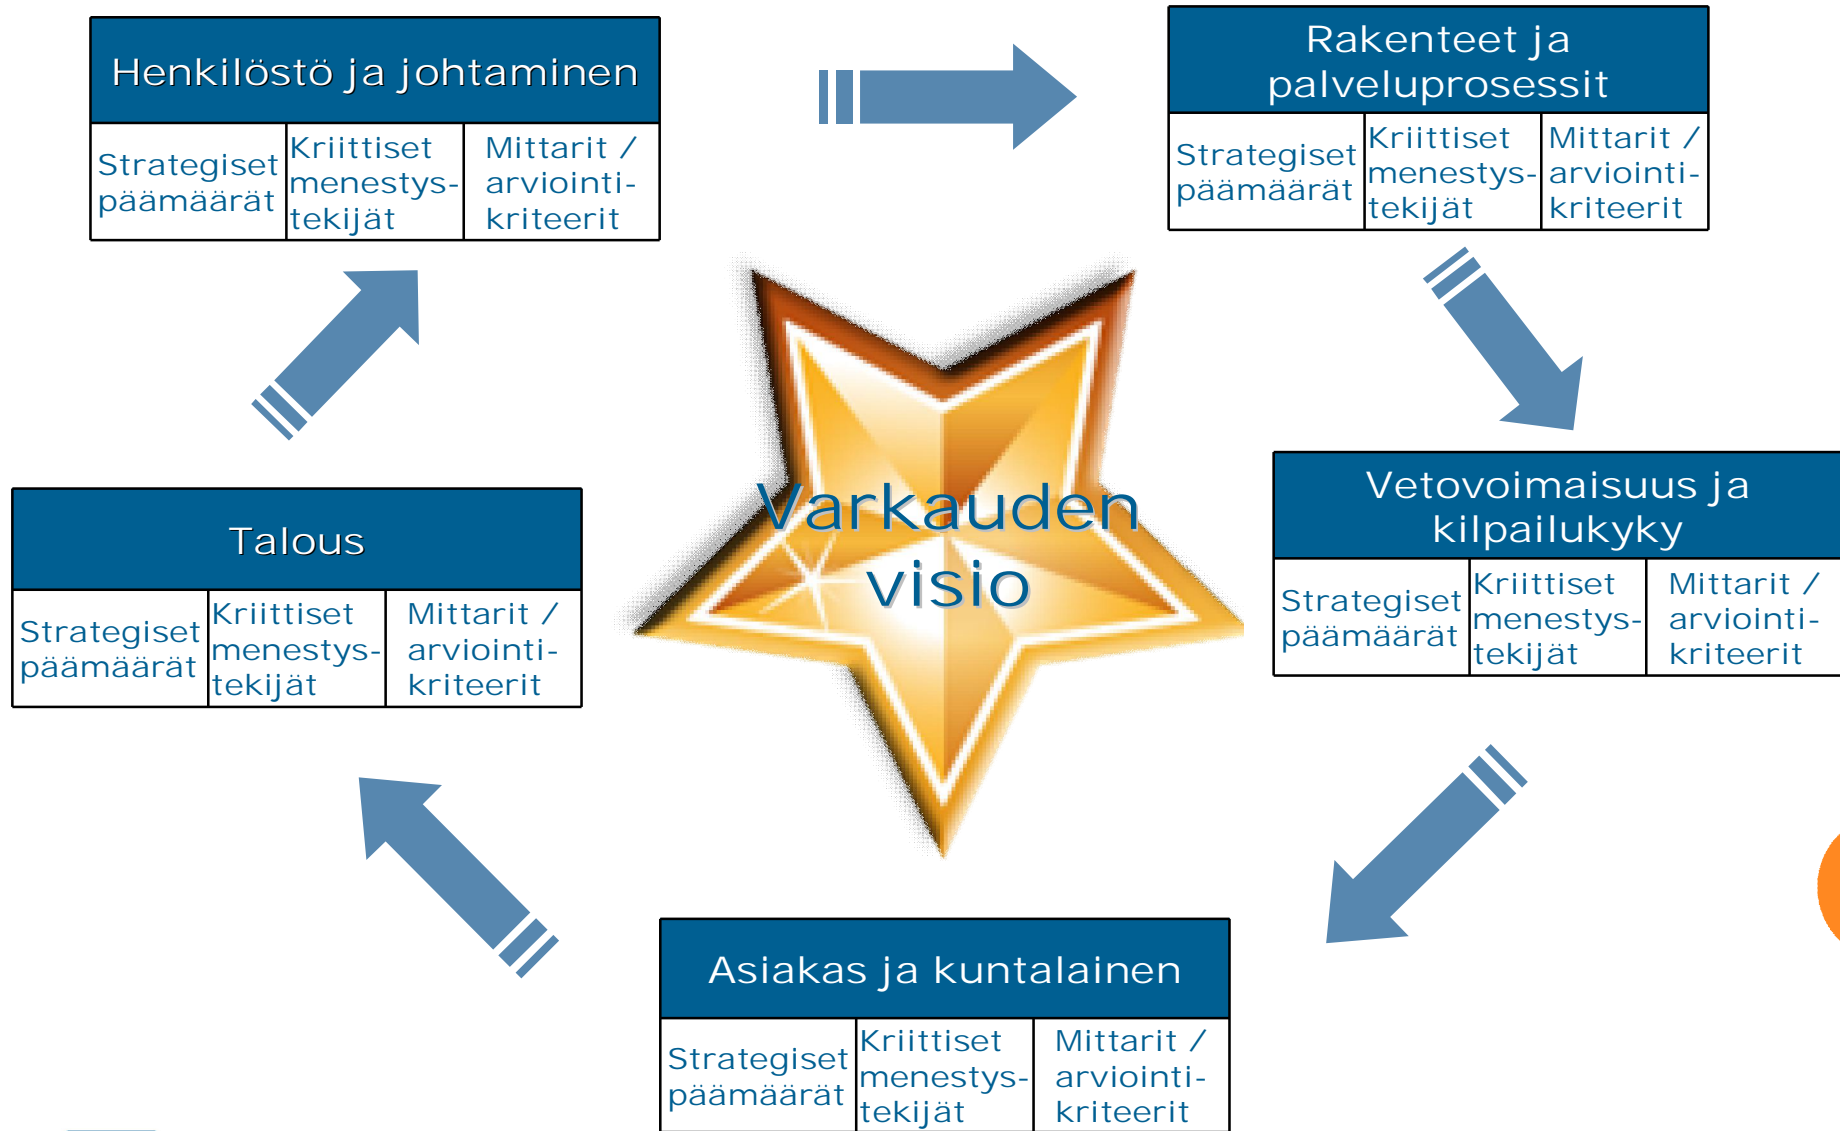 Henkilöstö ja johtaminen
Strategiset
päämäärät
Kriittiset
menestys-
tekijät
Mittarit /
arviointi-
kriteerit
Rakenteet ja
palveluprosessit
Strategiset
päämäärät
Kriittiset
menestys-
tekijät
Mittarit /
arviointi-
kriteerit
Varkauden
visio
Talous
Strategiset
päämäärät
Kriittiset
menestys-
tekijät
Mittarit /
arviointi-
kriteerit
Vetovoimaisuus ja
kilpailukyky
Strategiset
päämäärät
Kriittiset
menestys-
tekijät
Mittarit /
arviointi-
kriteerit
Asiakas ja kuntalainen
Strategiset
päämäärät
Kriittiset
menestys-
tekijät
Mittarit /
arviointi-
kriteerit